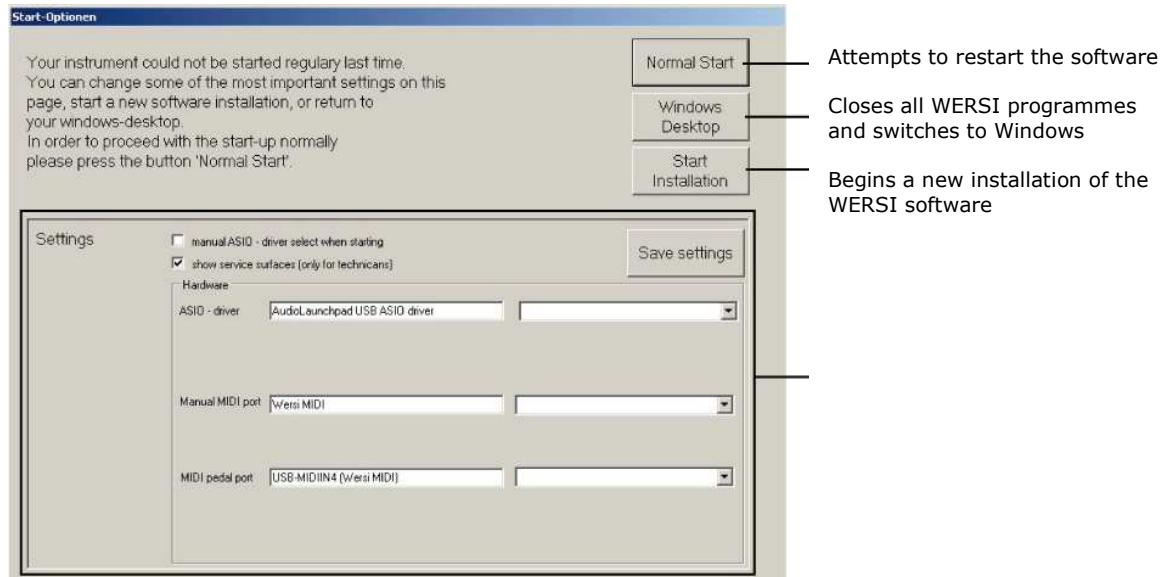 Start-Optionen
Your instrument could not be started regulary last time.
You can change some of the most important settings on this
page, start a new software installation, or return to
your windows-desktop.
In order to proceed with the start-up normally
please press the button 'Normal Start'.
Normal Start
Attempts to restart the software
Windows
Desktop
Closes all WERSI programmes
and switches to Windows
Start
Installation
Begins a new installation of the
WERSI software
Settings
manual ASIO - driver select when starting
show service surfaces (only for technicans)
Save settings
Hardware
ASIO - driver
AudioLaunchpad USB ASIO driver
Manual MIDI port
Wersi MIDI
MIDI pedal port
USB-MIDIIN4 (Wersi MIDI)